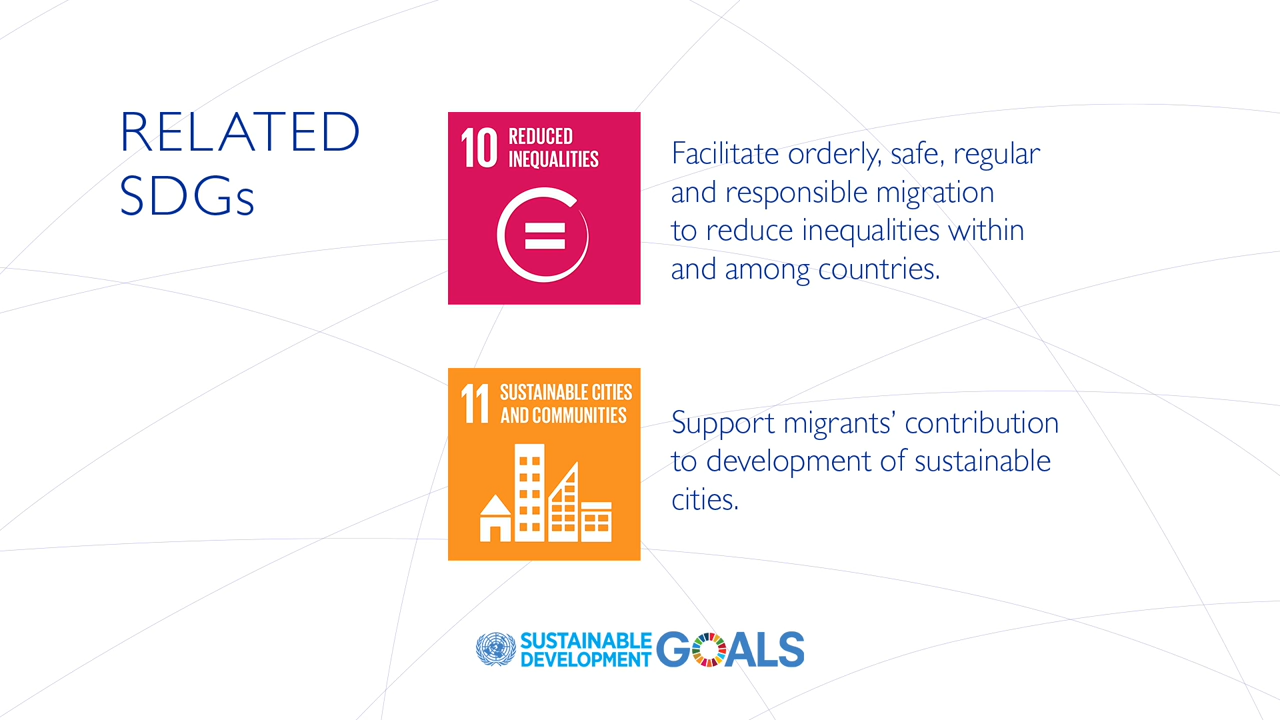 RELATED
SDGs
10 REDUCED
INEQUALITIES
Facilitate orderly, safe, regular
and responsible migration
to reduce inequalities within
and among countries.
11 SUSTAINABLE CITIES
AND COMMUNITIES
Support migrants’ contribution
to development of sustainable
cities.
SUSTAINABLE
DEVELOPMENT
GOALS